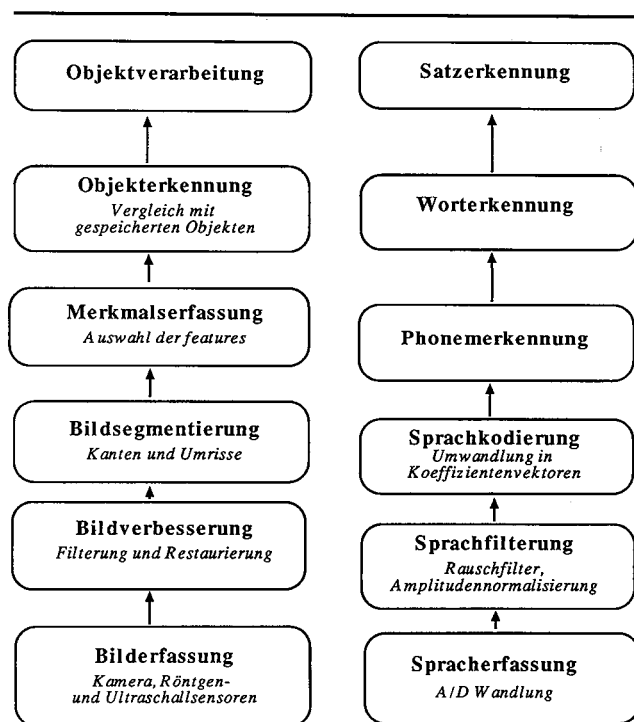 Objektverarbeitung
Objekterkennung
Vergleich mit
gespeicherten Objekten
Merkmalserfassung
Auswahl der features
Bildsegmentierung
Kanten und Umrisse
Bildverbesserung
Filterung und Restaurierung
Bilderfassung
Kamera, Röntgen-
und Ultraschallsensoren
Satzerkennung
Worterkennung
Phonemerkennung
Sprachkodierung
Umwandlung in
Koeffizientenvektoren
Sprachfilterung
Rauschfilter,
Amplitudennormalisierung
Spracherfassung
A/D Wandlung